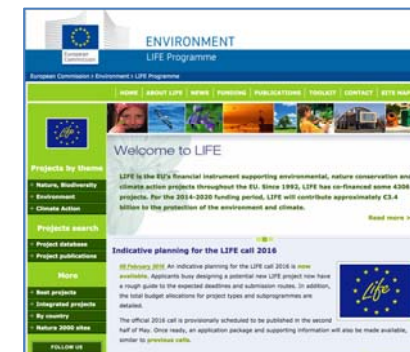 European
Commission
ENVIRONMENT
LIFE Programme
European Commission > Environment > LIFE Programme
HOME | ABOUT LIFE | NEWS | FUNDING | PUBLICATIONS | TOOLKIT | CONTACT | SITE MAP
Life
Projects by theme
Nature, Biodiversity
Environment
Climate Action
Projects search
Project database
Project publications
More
Best projects
Integrated projects
By country
Natura 2000 sites
FOLLOW US
Welcome to LIFE
LIFE is the EU's financial instrument supporting environmental, nature conservation and
climate action projects throughout the EU. Since 1992, LIFE has co-financed some 4306
projects. For the 2014-2020 funding period, LIFE will contribute approximately €3.4
billion to the protection of the environment and climate.
Read more >
Indicative planning for the LIFE call 2016
09 February 2016 An indicative planning for the LIFE call 2016 is now
available. Applicants busy designing a potential new LIFE project now have
a rough guide to the expected deadlines and submission routes. In addition,
the total budget allocations for project types and subprogrammes are
detailed.
Life
The official 2016 call is provisionally scheduled to be published in the second
half of May. Once ready, an application package and supporting information will also be made available,
similar to previous calls.